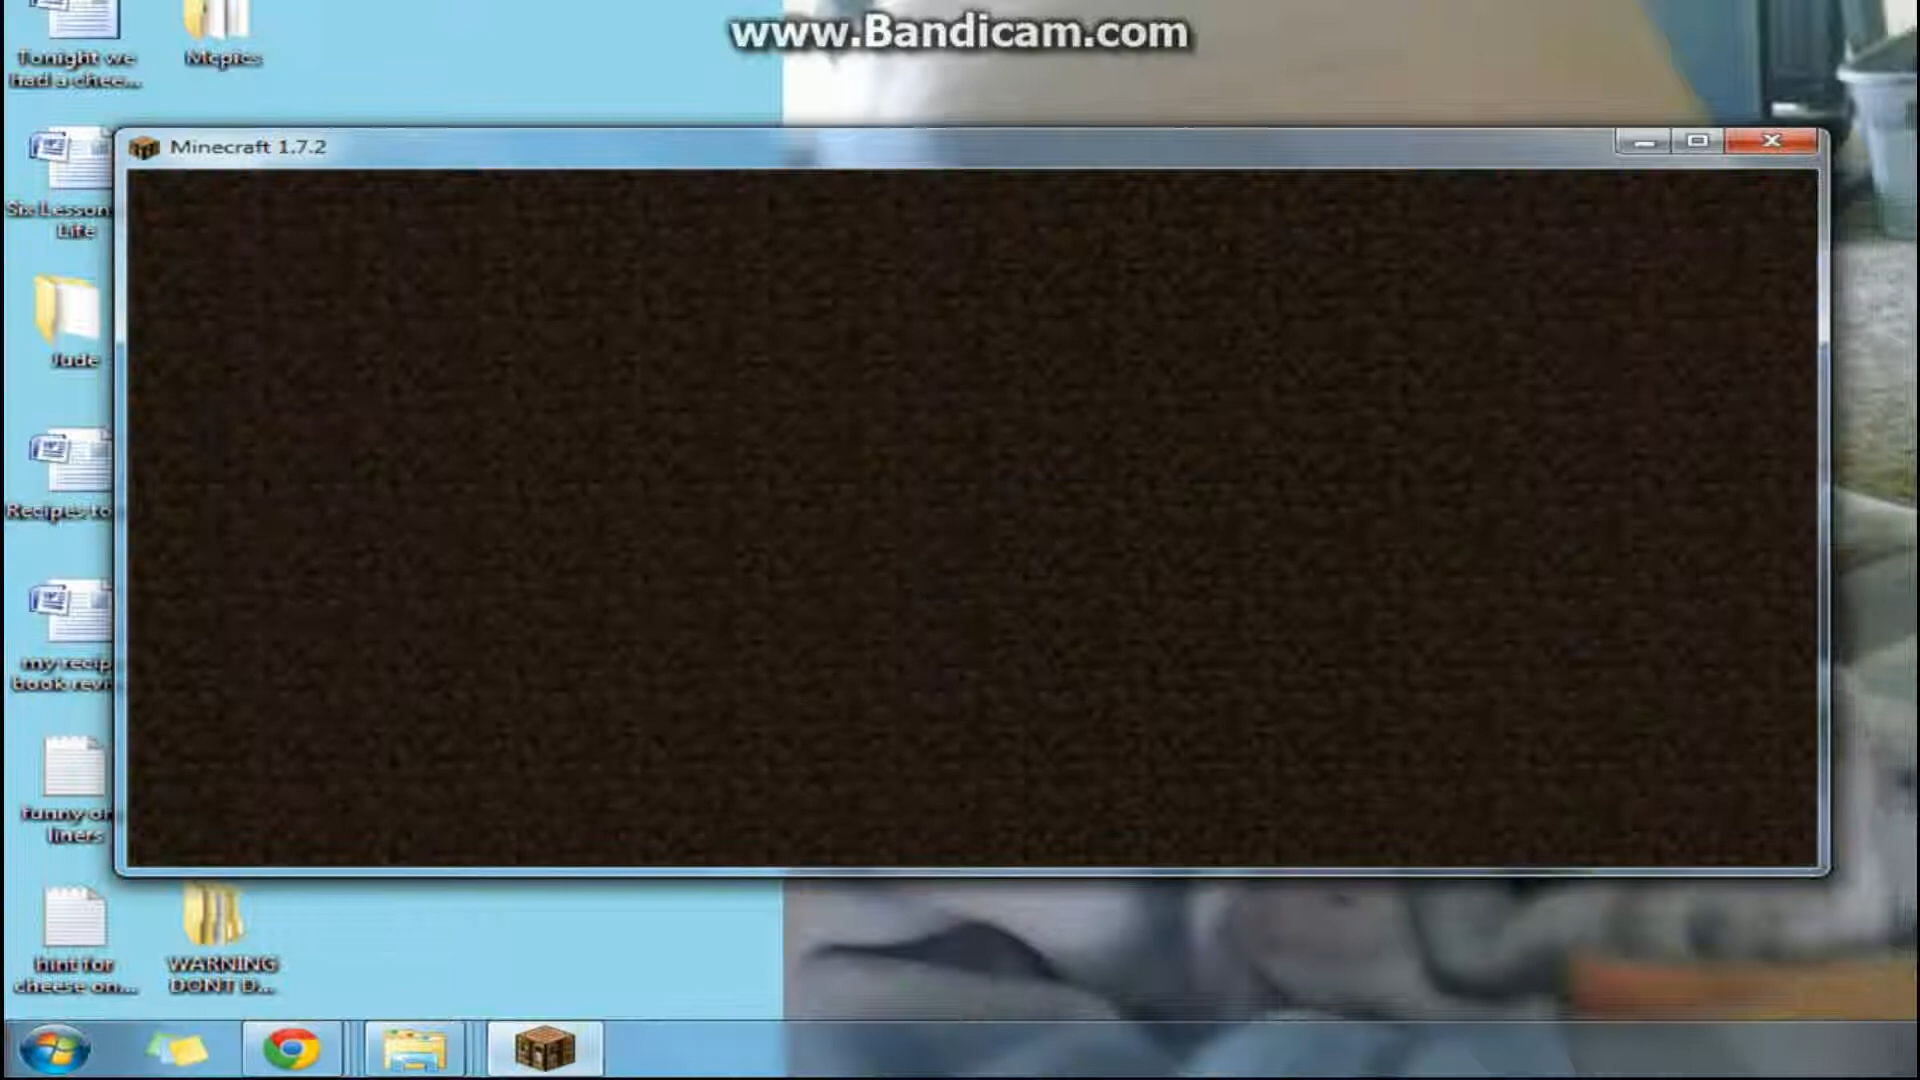 www.Bandicam.com
Tonight we
had a chee...
Mcpics
Minecraft 1.7.2
Six Lesson
Life
Jude
Recipes to
my recip
book revi
funny on
liners
hint for
cheese on...
WARNING
DONT D...